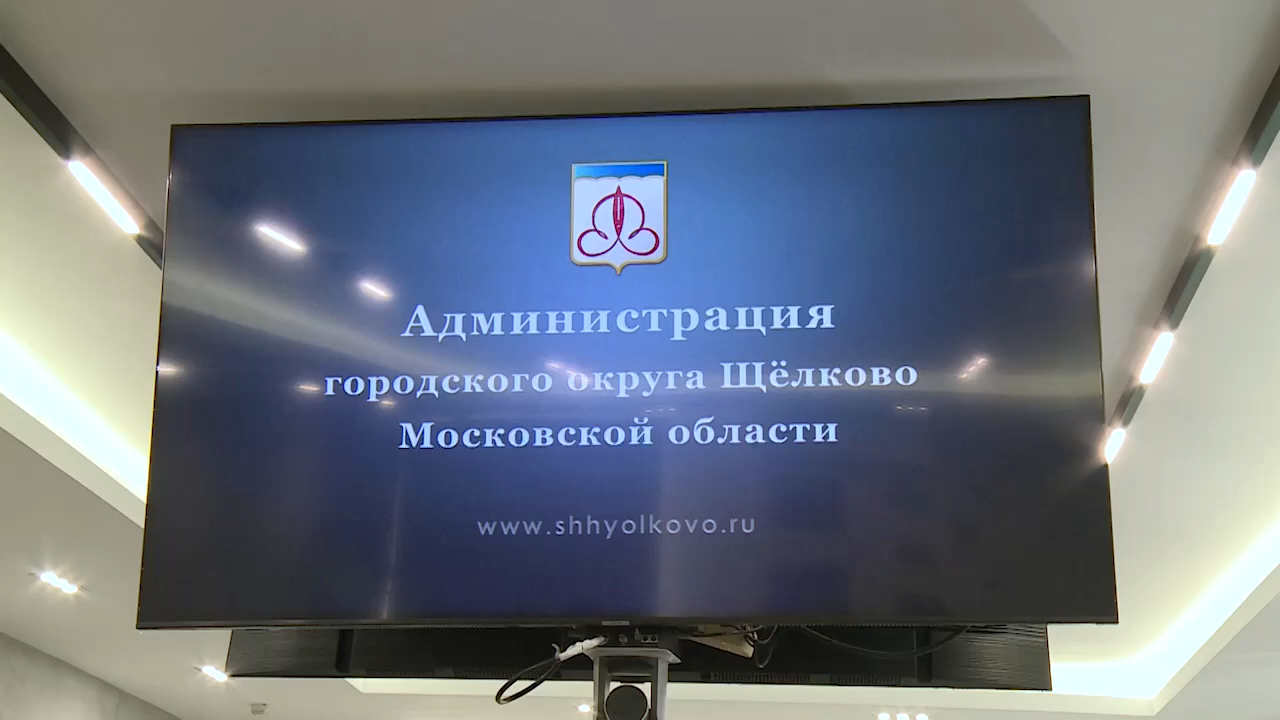 Администрация
городского округа Щёлково
Московской области
www.shhyolkovo.ru